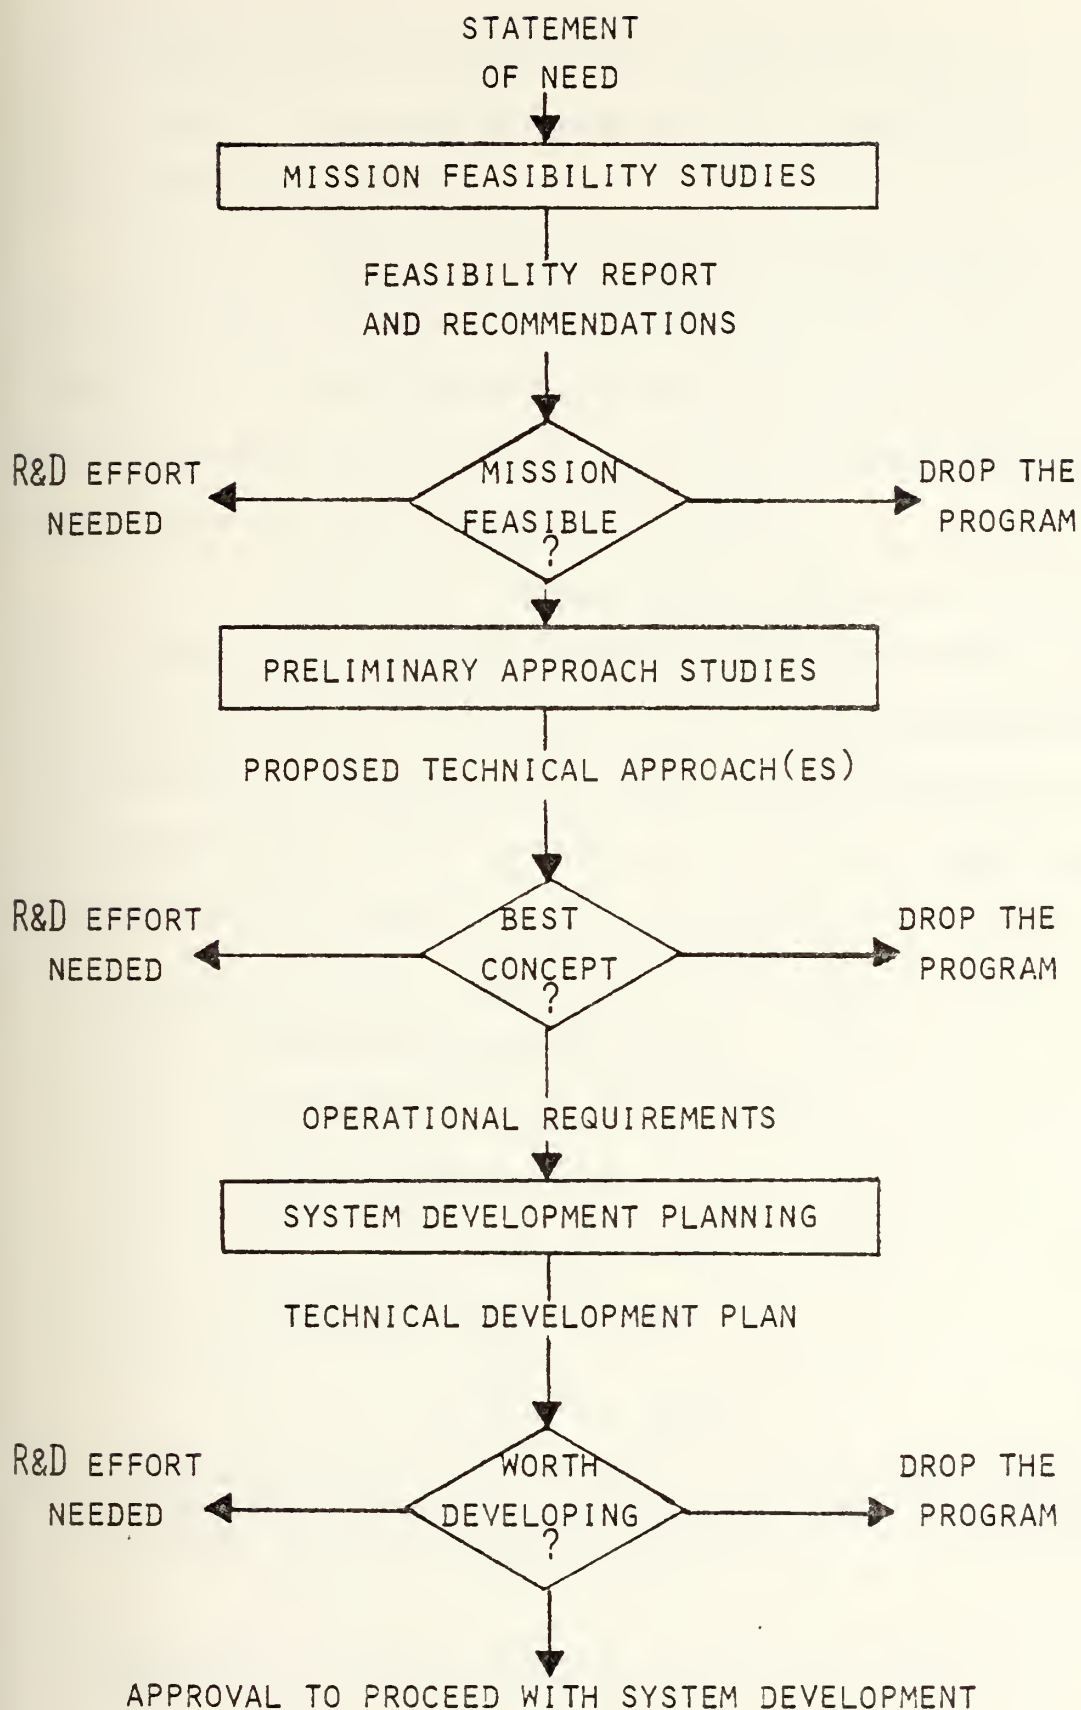 STATEMENT
OF NEED
MISSION FEASIBILITY STUDIES
FEASIBILITY REPORT
AND RECOMMENDATIONS
R&D EFFORT
NEEDED
MISSION
FEASIBLE
?
DROP THE
PROGRAM
PRELIMINARY APPROACH STUDIES
PROPOSED TECHNICAL APPROACH(ES)
R&D EFFORT
NEEDED
BEST
CONCEPT
?
DROP THE
PROGRAM
OPERATIONAL REQUIREMENTS
SYSTEM DEVELOPMENT PLANNING
TECHNICAL DEVELOPMENT PLAN
R&D EFFORT
NEEDED
WORTH
DEVELOPING
?
DROP THE
PROGRAM
APPROVAL TO PROCEED WITH SYSTEM DEVELOPMENT